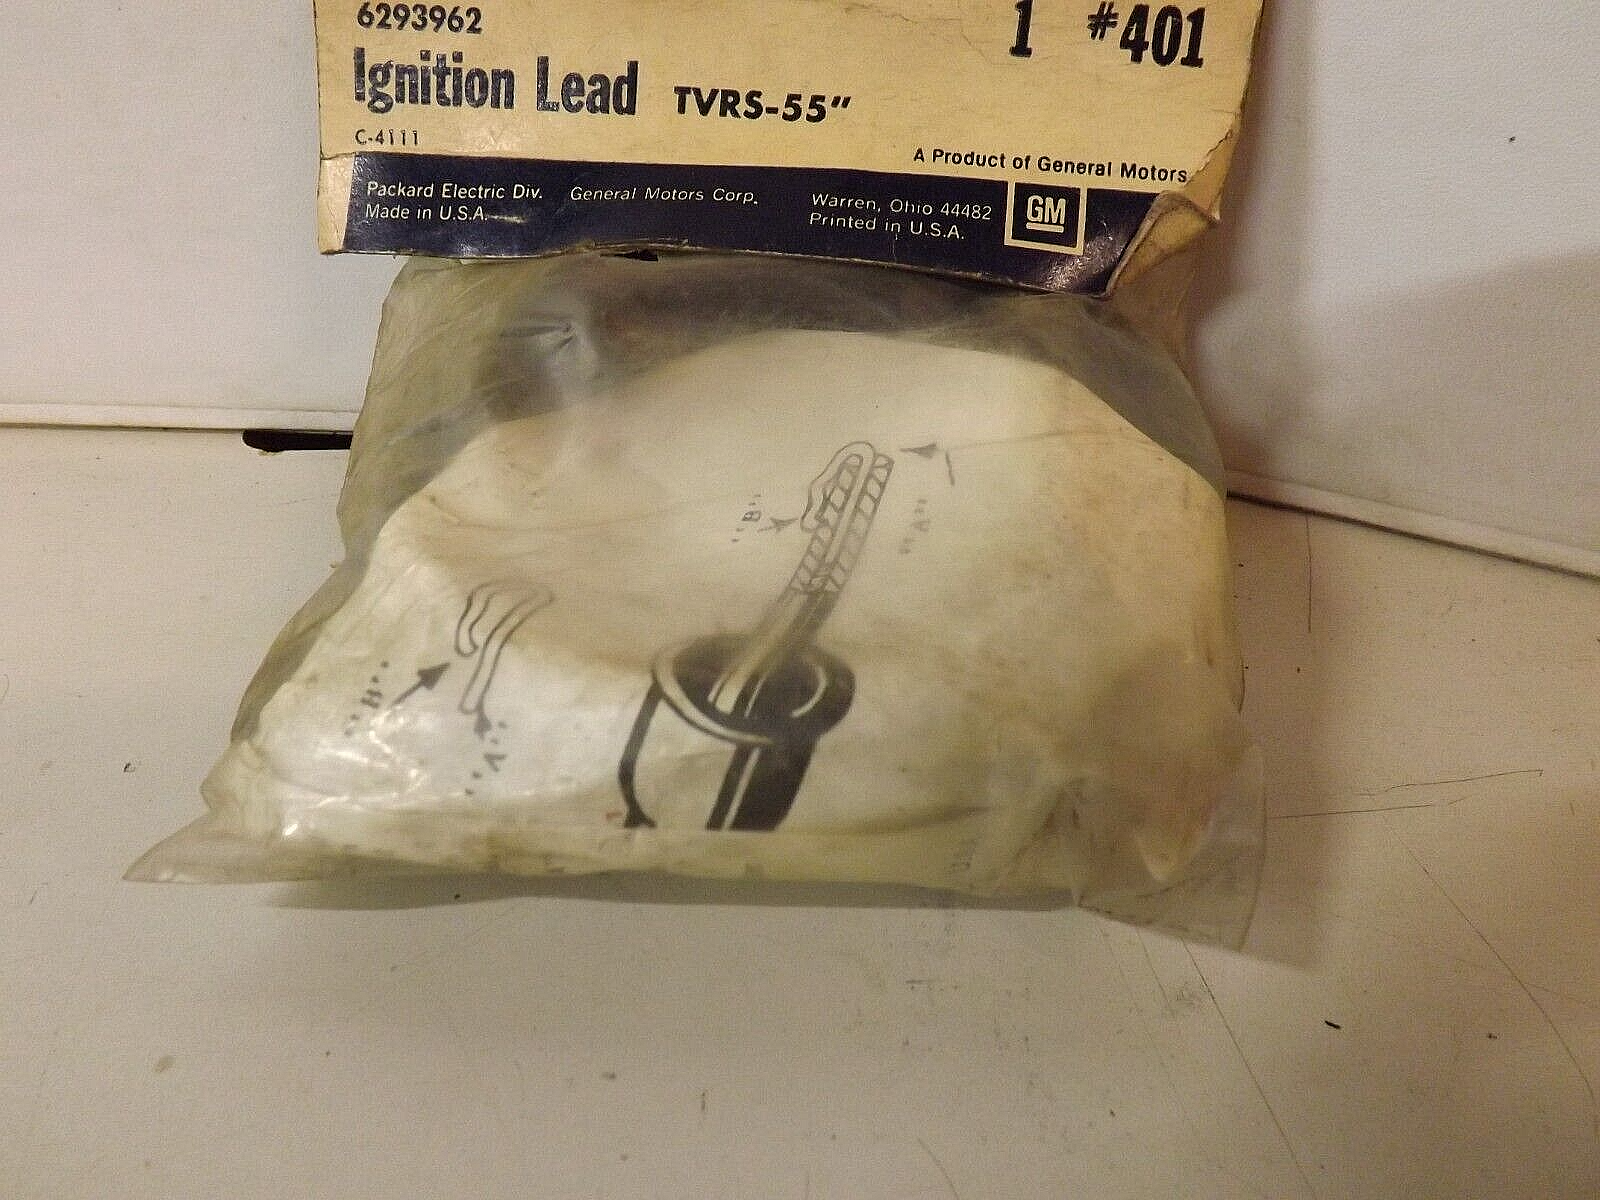 6293962
1 #401
Ignition Lead TVRS-55"
C-4111
A Product of General Motors
Packard Electric Div. General Motors Corp. Warren, Ohio 44482
Made in U.S.A. Printed in U.S.A.
GM
"B"
"A"
"B"
"A"